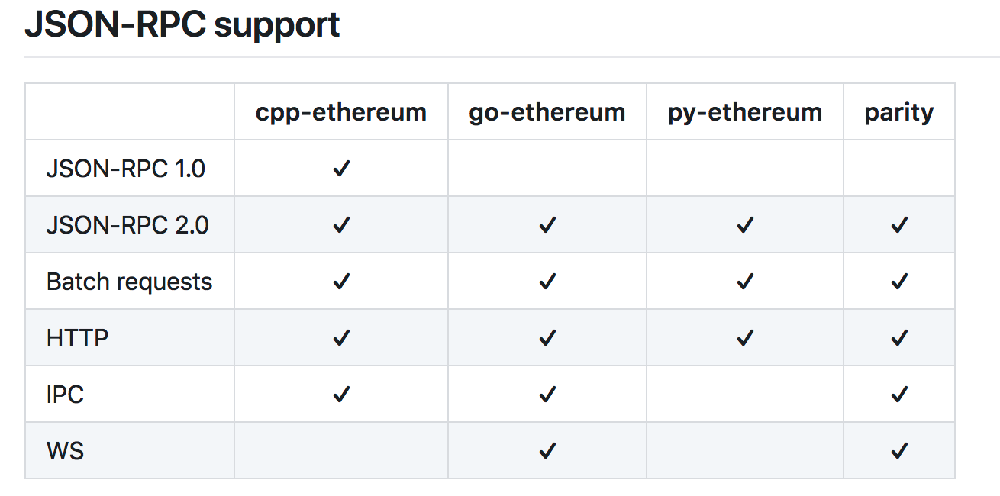 JSON-RPC support
cpp-ethereum go-ethereum py-ethereum parity
JSON-RPC 1.0 ✓
JSON-RPC 2.0 ✓ ✓ ✓ ✓
Batch requests ✓ ✓ ✓ ✓
HTTP ✓ ✓ ✓ ✓
IPC ✓ ✓ ✓
WS ✓ ✓